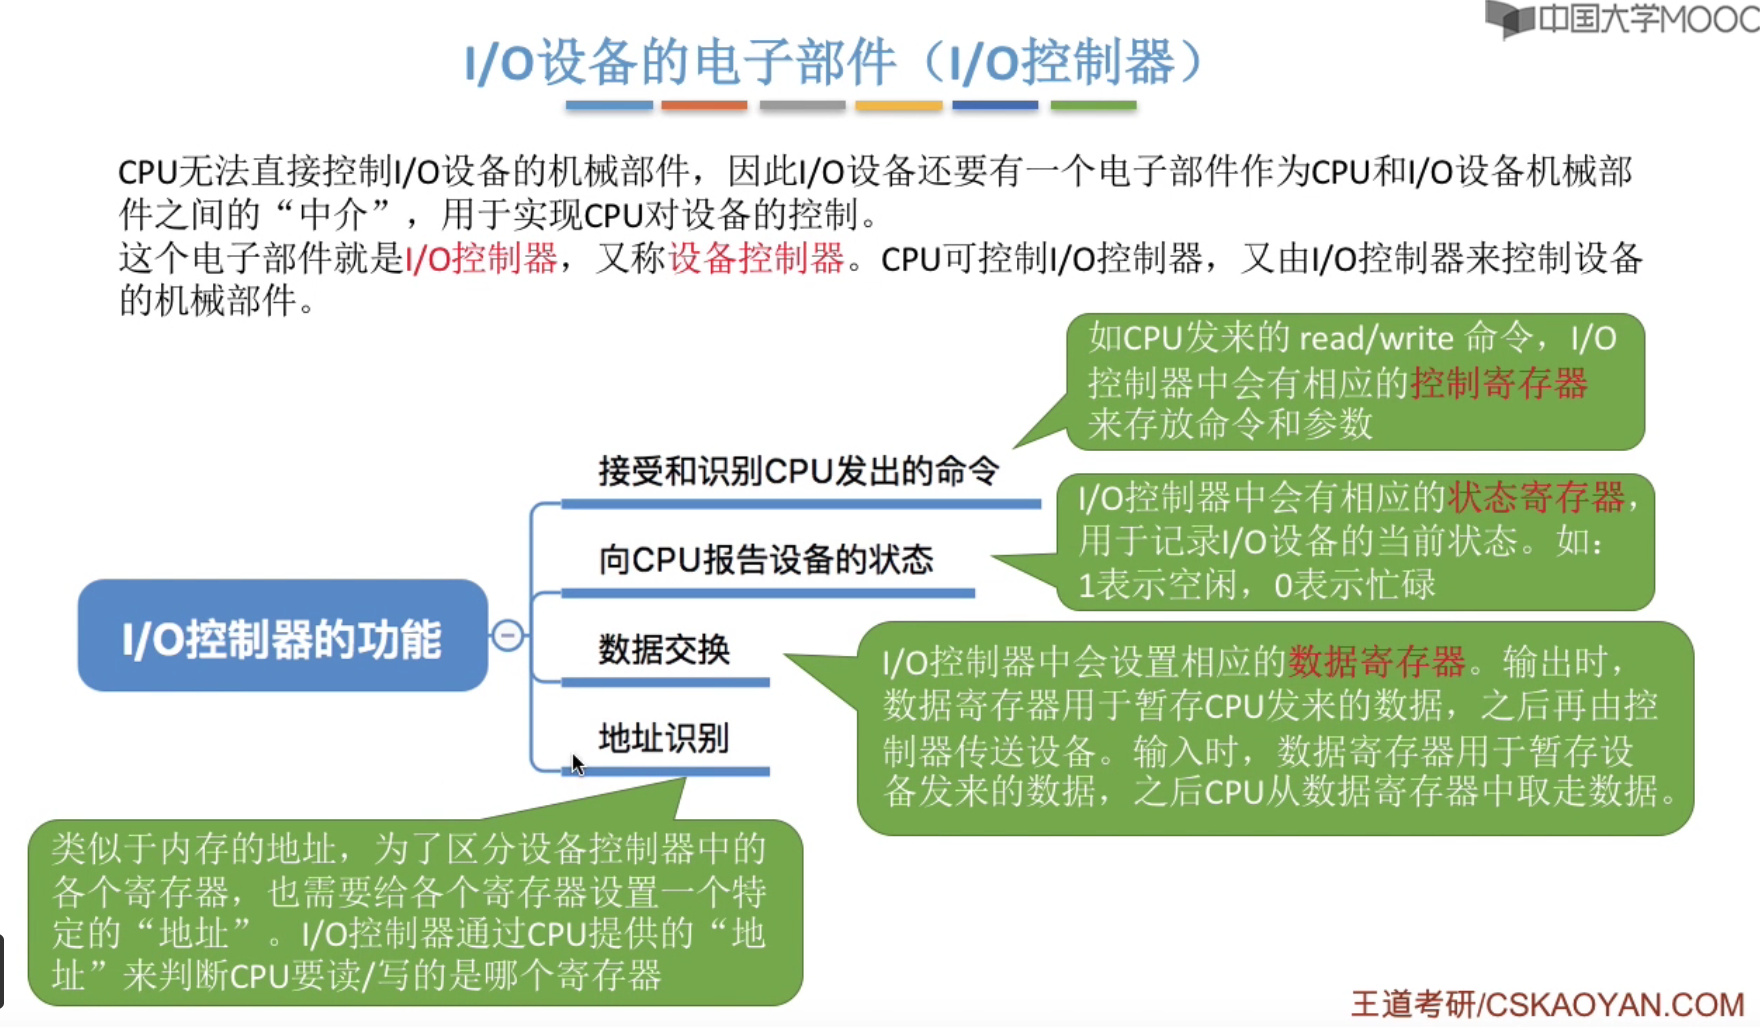 中国大学MOOC
I/O设备的电子部件（I/O控制器）
CPU无法直接控制I/O设备的机械部件，因此I/O设备还要有一个电子部件作为CPU和I/O设备机械部
件之间的“中介”，用于实现CPU对设备的控制。
这个电子部件就是I/O控制器，又称设备控制器。CPU可控制I/O控制器，又由I/O控制器来控制设备
的机械部件。
如CPU发来的 read/write 命令，I/O
控制器中会有相应的控制寄存器
来存放命令和参数
接受和识别CPU发出的命令
I/O控制器中会有相应的状态寄存器，
用于记录I/O设备的当前状态。如：
1表示空闲，0表示忙碌
向CPU报告设备的状态
I/O控制器的功能
数据交换
I/O控制器中会设置相应的数据寄存器。输出时，
数据寄存器用于暂存CPU发来的数据，之后再由控
制器传送设备。输入时，数据寄存器用于暂存设
备发来的数据，之后CPU从数据寄存器中取走数据。
地址识别
类似于内存的地址，为了区分设备控制器中的
各个寄存器，也需要给各个寄存器设置一个特
定的“地址”。I/O控制器通过CPU提供的“地
址”来判断CPU要读/写的是哪个寄存器
王道考研/CSKAOYAN.COM